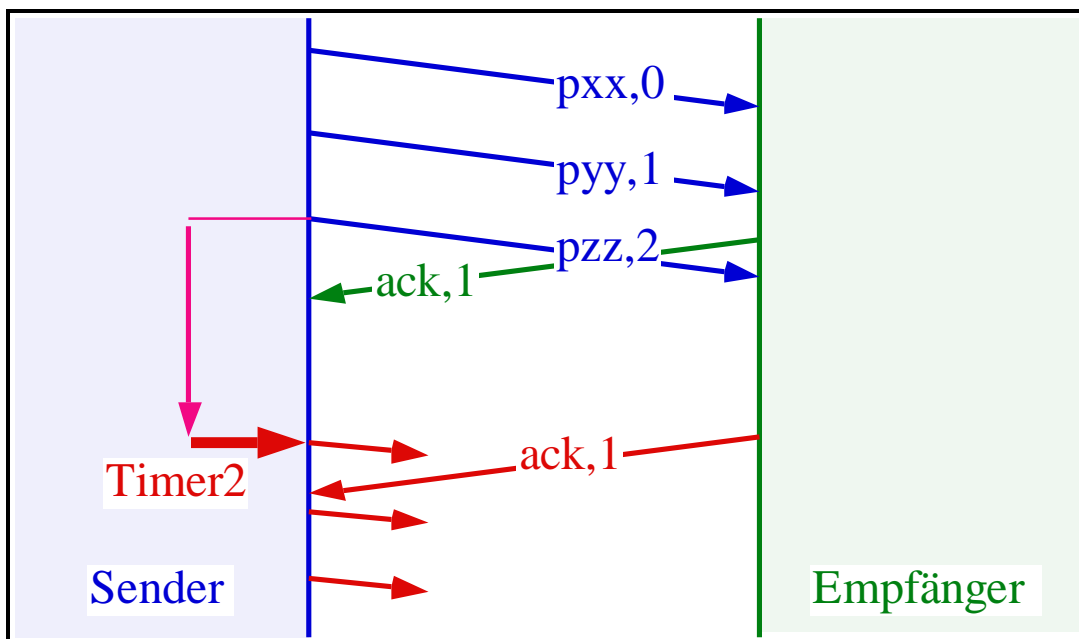 pxx,0
pyy,1
pzz,2
ack,1
ack,1
Timer2
Sender
Empfänger